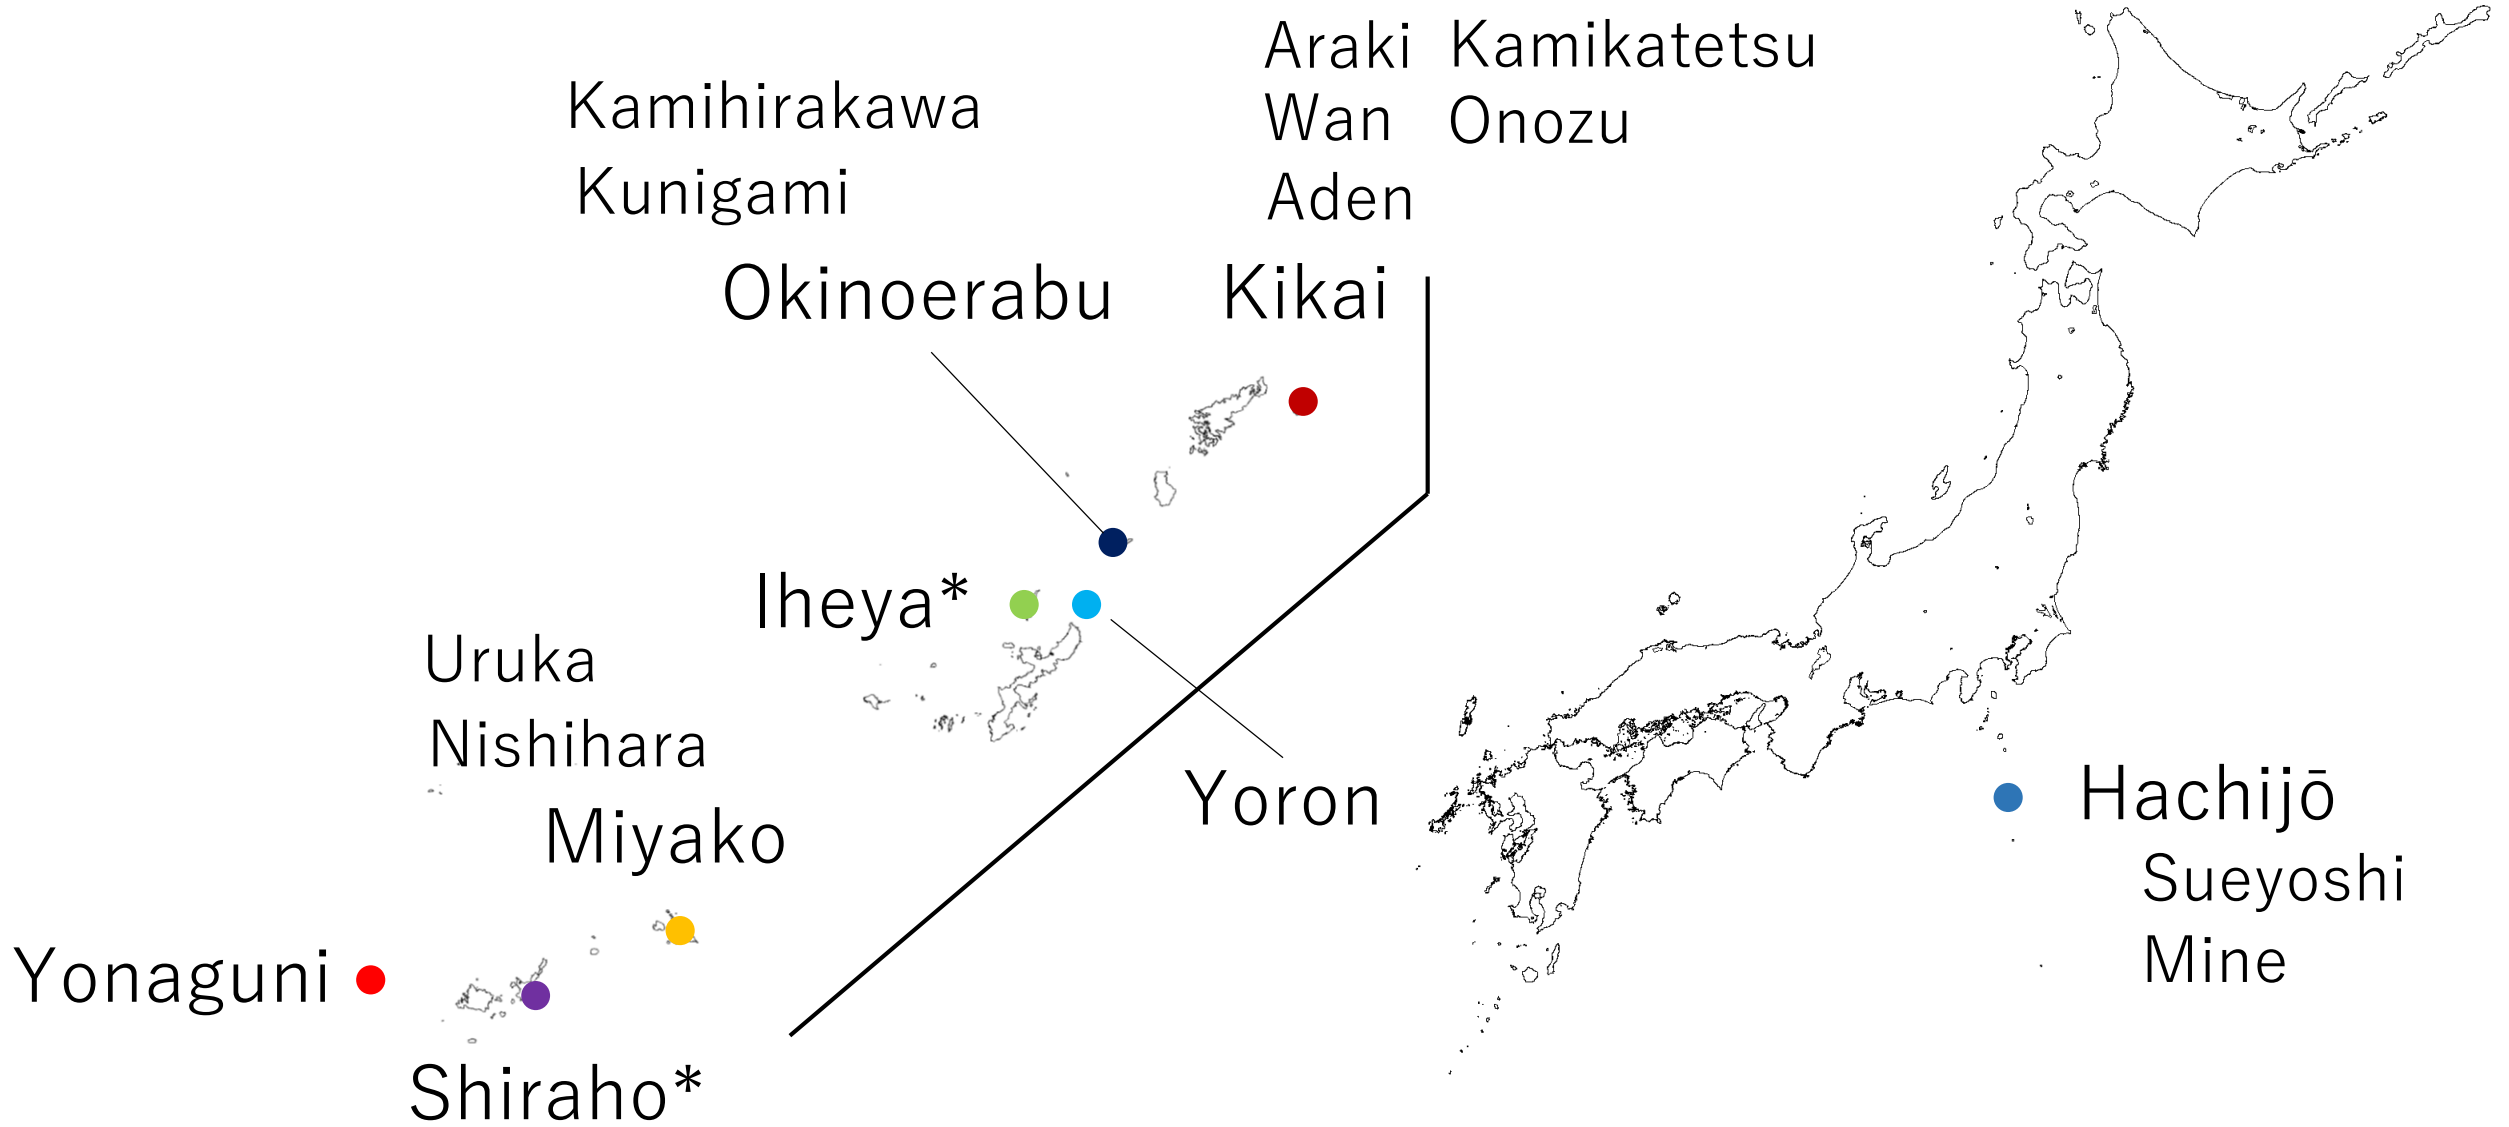 Araki Kamikatetsu
Wan Onozu
Aden
Kikai
Kamihirakawa
Kunigami
Okinoerabu
Iheya*
Uruka
Nishihara
Miyako
Yoron
Hachijō
Sueyoshi
Mine
Yonaguni
Shiraho*